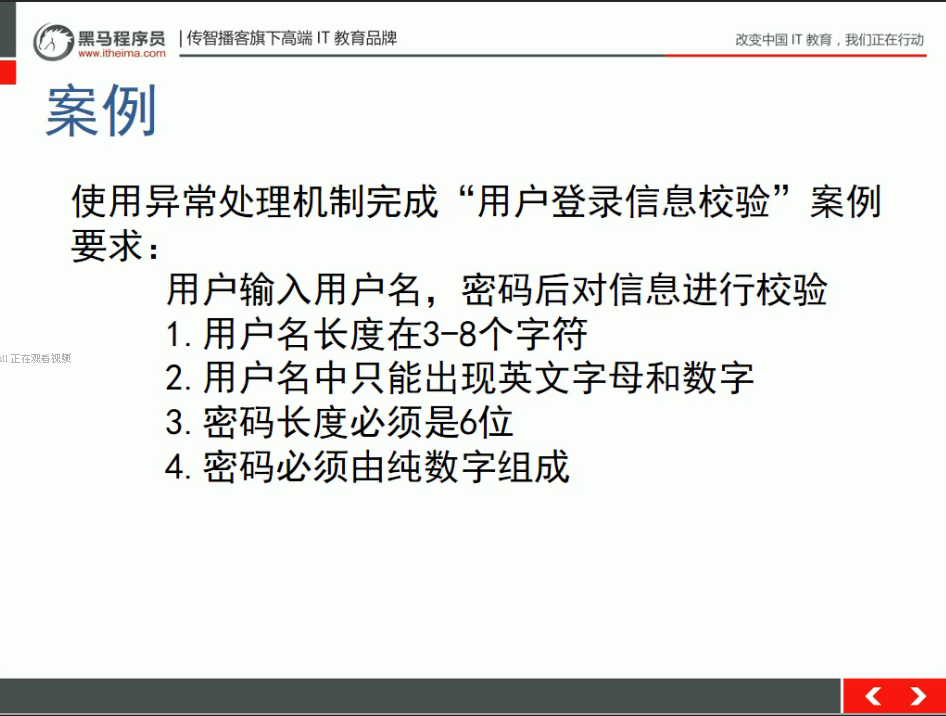 黑马程序员
www.itheima.com
传智播客旗下高端 IT 教育品牌
改变中国 IT 教育，我们正在行动
案例
使用异常处理机制完成“用户登录信息校验”案例
要求：
用户输入用户名，密码后对信息进行校验
1. 用户名长度在3-8个字符
2. 用户名中只能出现英文字母和数字
正在观看视频
3. 密码长度必须是6位
4. 密码必须由纯数字组成